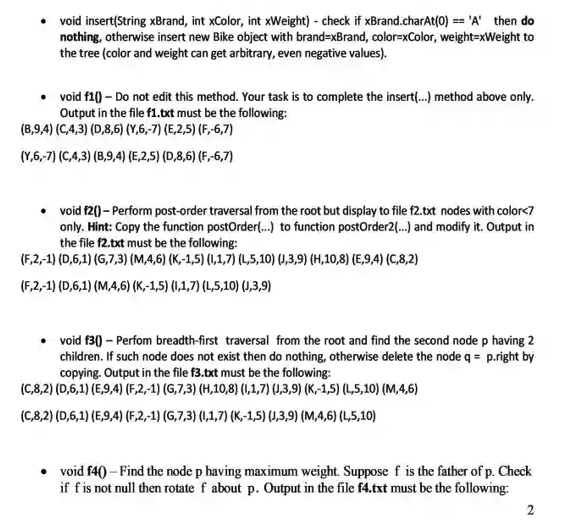 • void insert(String xBrand, int xColor, int xWeight) - check if xBrand.charAt(0) == 'A' then do
nothing, otherwise insert new Bike object with brand=xBrand, color=xColor, weight=xWeight to
the tree (color and weight can get arbitrary, even negative values).
• void f1() – Do not edit this method. Your task is to complete the insert(...) method above only.
Output in the file f1.txt must be the following:
(B,9,4) (C,4,3) (D,8,6) (Y,6,-7) (E,2,5) (F,-6,7)
(Y,6,-7) (C,4,3) (B,9,4) (E,2,5) (D,8,6) (F,-6,7)
• void f2() – Perform post-order traversal from the root but display to file f2.txt nodes with color<7
only. Hint: Copy the function postOrder(...) to function postOrder2(...) and modify it. Output in
the file f2.txt must be the following:
(F,2,-1) (D,6,1) (G,7,3) (M,4,6) (K,-1,5) (I,1,7) (L,5,10) (J,3,9) (H,10,8) (E,9,4) (C,8,2)
(F,2,-1) (D,6,1) (M,4,6) (K,-1,5) (I,1,7) (L,5,10) (J,3,9)
• void f3() – Perfom breadth-first traversal from the root and find the second node p having 2
children. If such node does not exist then do nothing, otherwise delete the node q = p.right by
copying. Output in the file f3.txt must be the following:
(C,8,2) (D,6,1) (E,9,4) (F,2,-1) (G,7,3) (H,10,8) (I,1,7) (J,3,9) (K,-1,5) (L,5,10) (M,4,6)
(C,8,2) (D,6,1) (E,9,4) (F,2,-1) (G,7,3) (I,1,7) (K,-1,5) (J,3,9) (M,4,6) (L,5,10)
• void f4() – Find the node p having maximum weight. Suppose f is the father of p. Check
if f is not null then rotate f about p. Output in the file f4.txt must be the following:
2